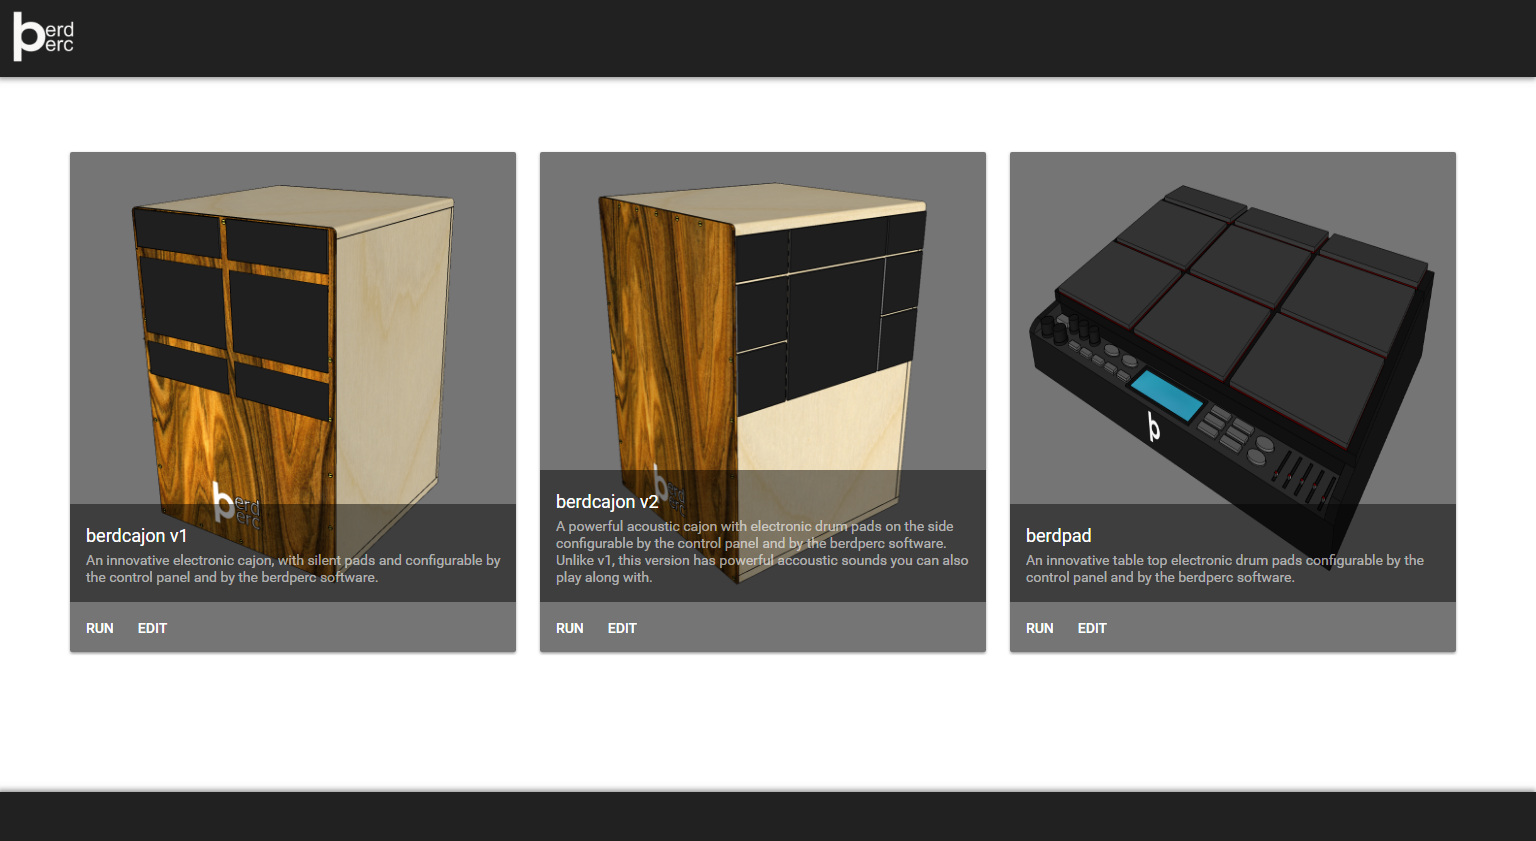 berd
perc
berdcajon v1
An innovative electronic cajon, with silent pads and configurable by
the control panel and by the berdperc software.
RUN EDIT
berd
perc
berdcajon v2
A powerful acoustic cajon with electronic drum pads on the side
configurable by the control panel and by the berdperc software.
Unlike v1, this version has powerful accoustic sounds you can also
play along with.
RUN EDIT
berd
perc
b
berdpad
An innovative table top electronic drum pads configurable by the
control panel and by the berdperc software.
RUN EDIT